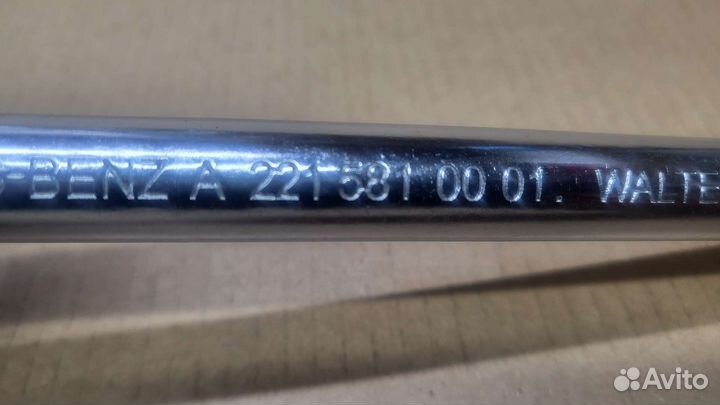 -BENZ A 221 581 00 01. WALTE
Avito